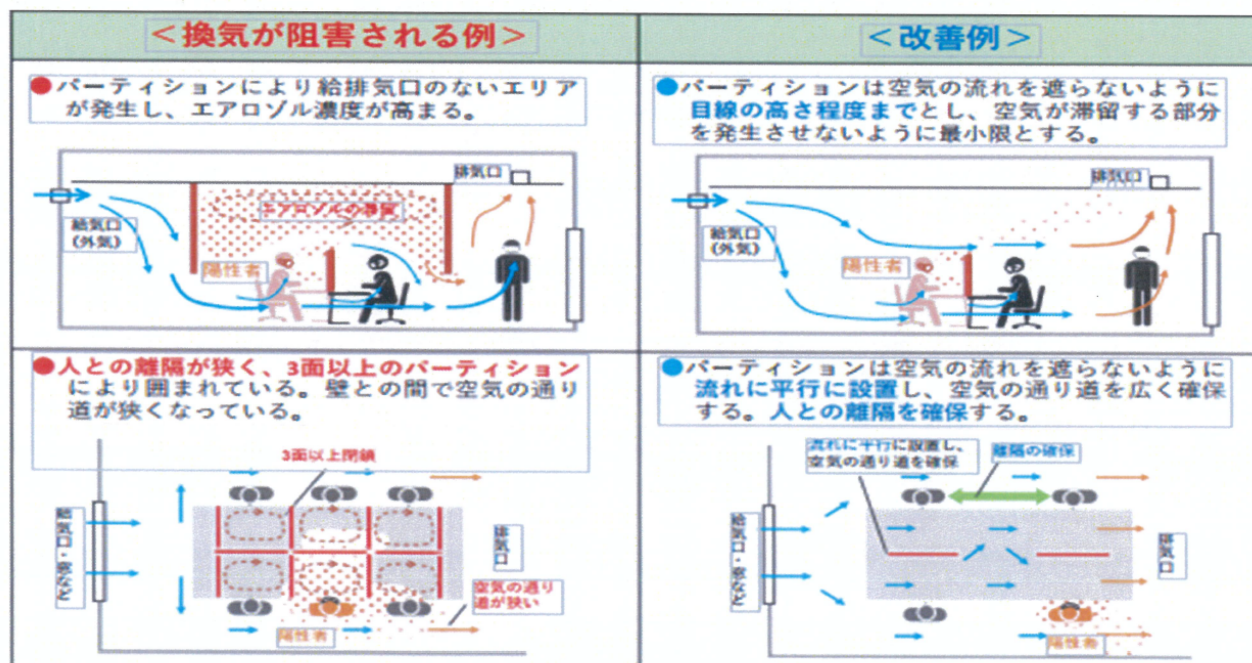 ＜換気が阻害される例＞
＜改善例＞
●パーティションにより給排気口のないエリア
が発生し、エアロゾル濃度が高まる。
●パーティションは空気の流れを遮らないように
目線の高さ程度までとし、空気が滞留する部分
を発生させないように最小限とする。
排気口
給気口
(外気)
陽性者
排気口
給気口
(外気)
陽性者
●人との離隔が狭く、3面以上のパーティション
により囲まれている。壁との間で空気の通り
道が狭くなっている。
3面以上閉鎖
給気口・窓など
排気口
空気の通り
道が狭い
陽性者
●パーティションは空気の流れを遮らないように
流れに平行に設置し、空気の通り道を広く確保
する。人との離隔を確保する。
流れに平行に設置し、
空気の通り道を確保
離隔の確保
給気口・窓など
排気口
陽性者